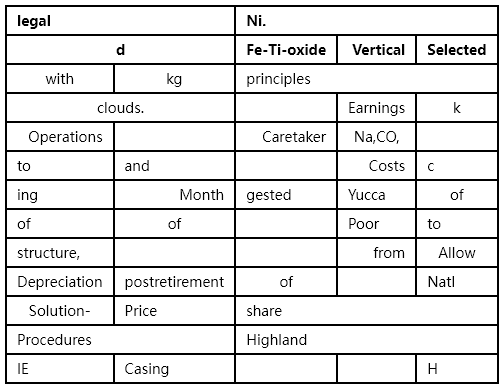 legal Ni.
d Fe-Ti-oxide Vertical Selected
with kg principles
clouds. Earnings k
Operations Caretaker Na,CO,
to and Costs c
ing Month gested Yucca of
of of Poor to
structure, from Allow
Depreciation postretirement of Natl
Solution- Price share
Procedures Highland
IE Casing H